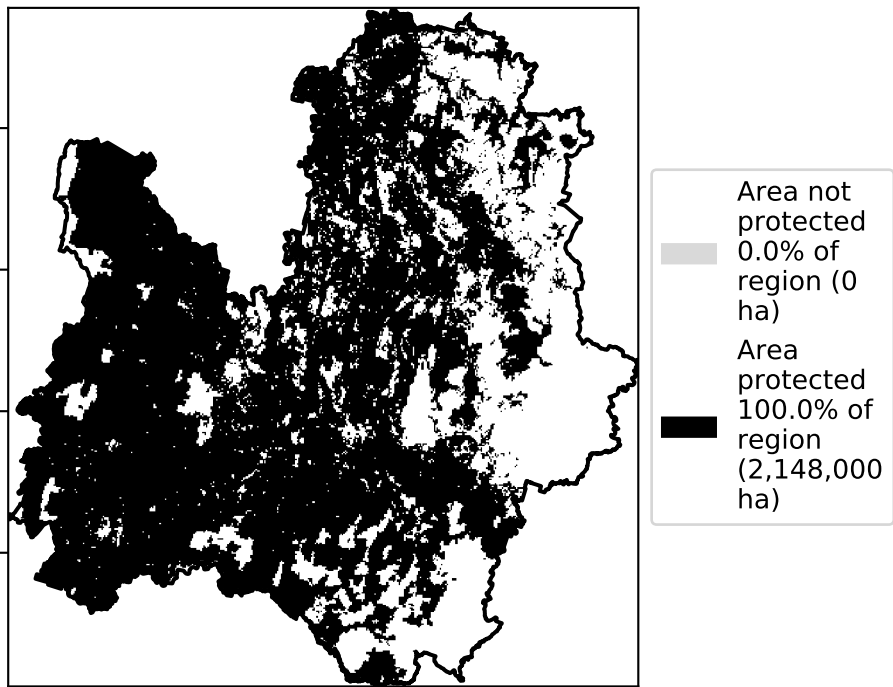 Area not
protected
0.0% of
region (0
ha)
Area
protected
100.0% of
region
(2,148,000
ha)